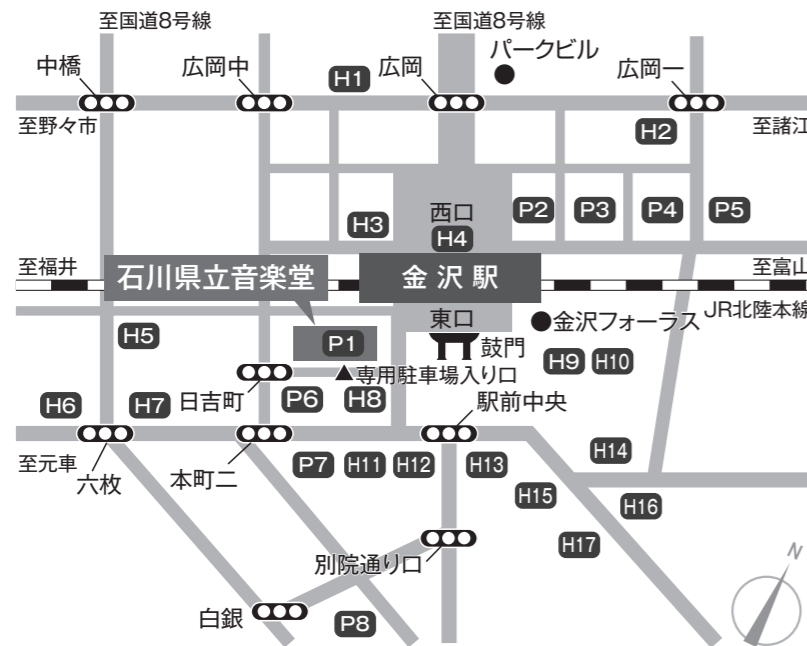 至国道8号線
至国道8号線
中橋
広岡中
H1
広岡
パークビル
広岡一
至野々市
H2
至諸江
H3
西口
H4
P2
P3
P4
P5
至福井
石川県立音楽堂
金沢駅
至富山
JR北陸本線
H5
P1
東口
金沢フォーラス
鼓門
H9
H10
日吉町
P6
▲専用駐車場入り口
H8
H6
H7
駅前中央
至元車
六枚
本町二
P7
H11
H12
H13
H14
H15
H16
H17
別院通り口
白銀
P8
N